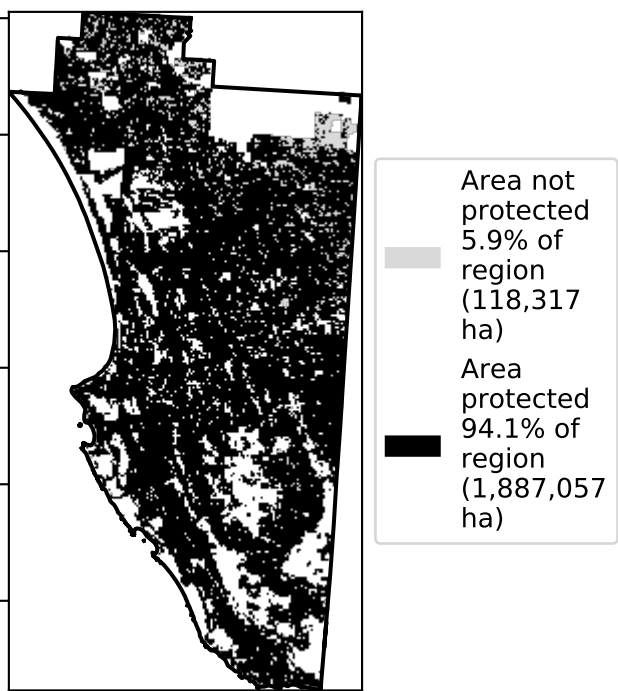 Area not
protected
5.9% of
region
(118,317
ha)
Area
protected
94.1% of
region
(1,887,057
ha)